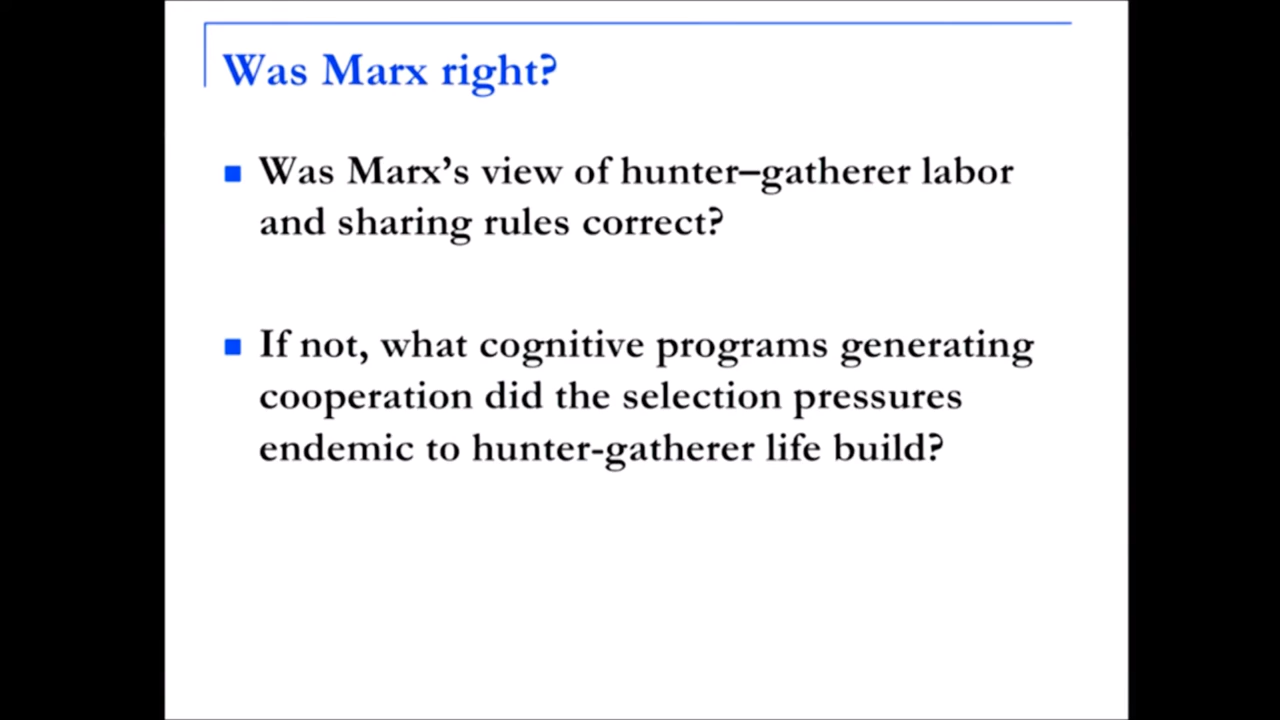 Was Marx right?
Was Marx’s view of hunter–gatherer labor
and sharing rules correct?
If not, what cognitive programs generating
cooperation did the selection pressures
endemic to hunter-gatherer life build?